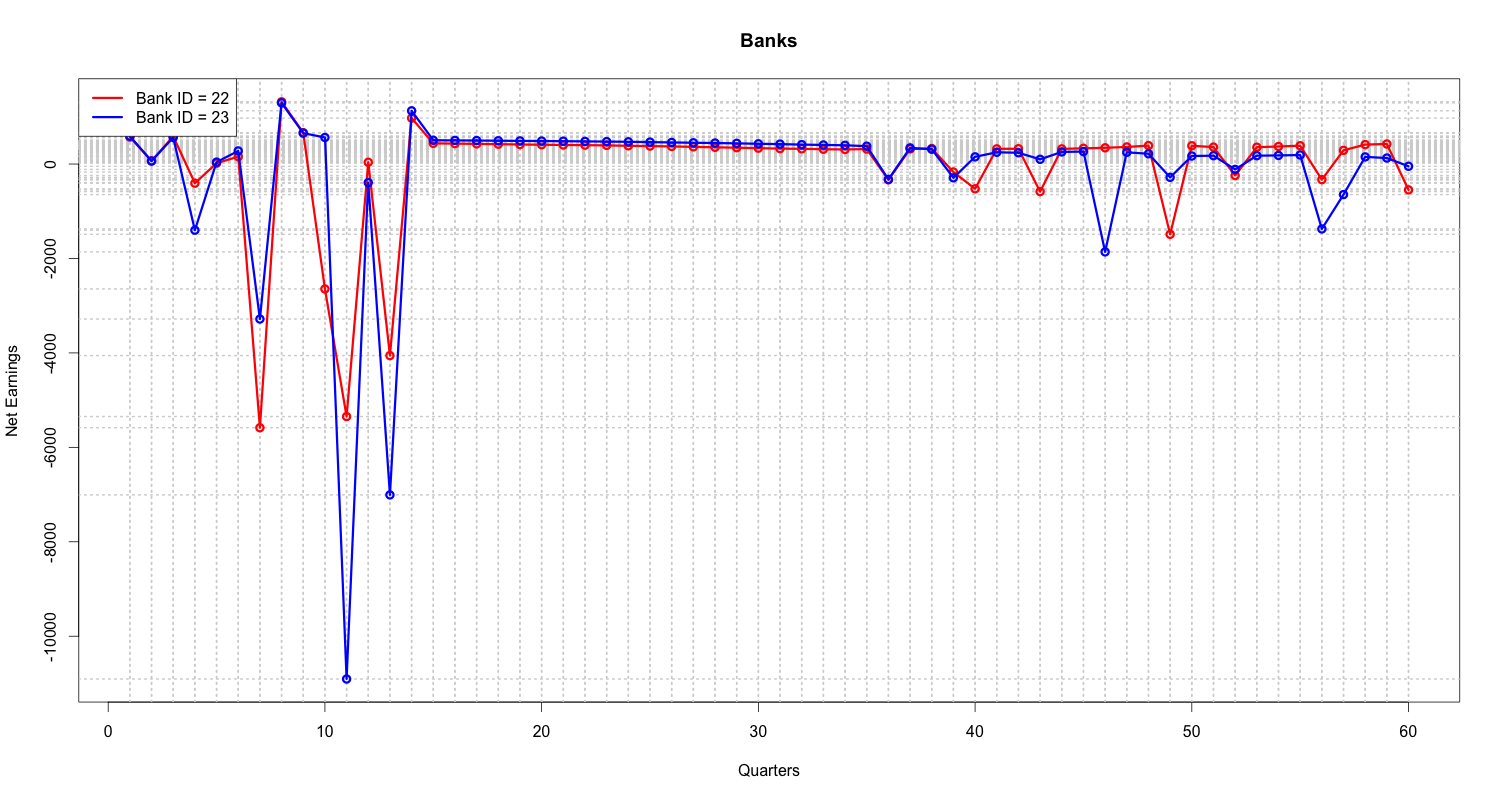 Banks
Bank ID = 22
Bank ID = 23
Net Earnings
0
-2000
-4000
-6000
-8000
-10000
0 10 20 30 40 50 60
Quarters